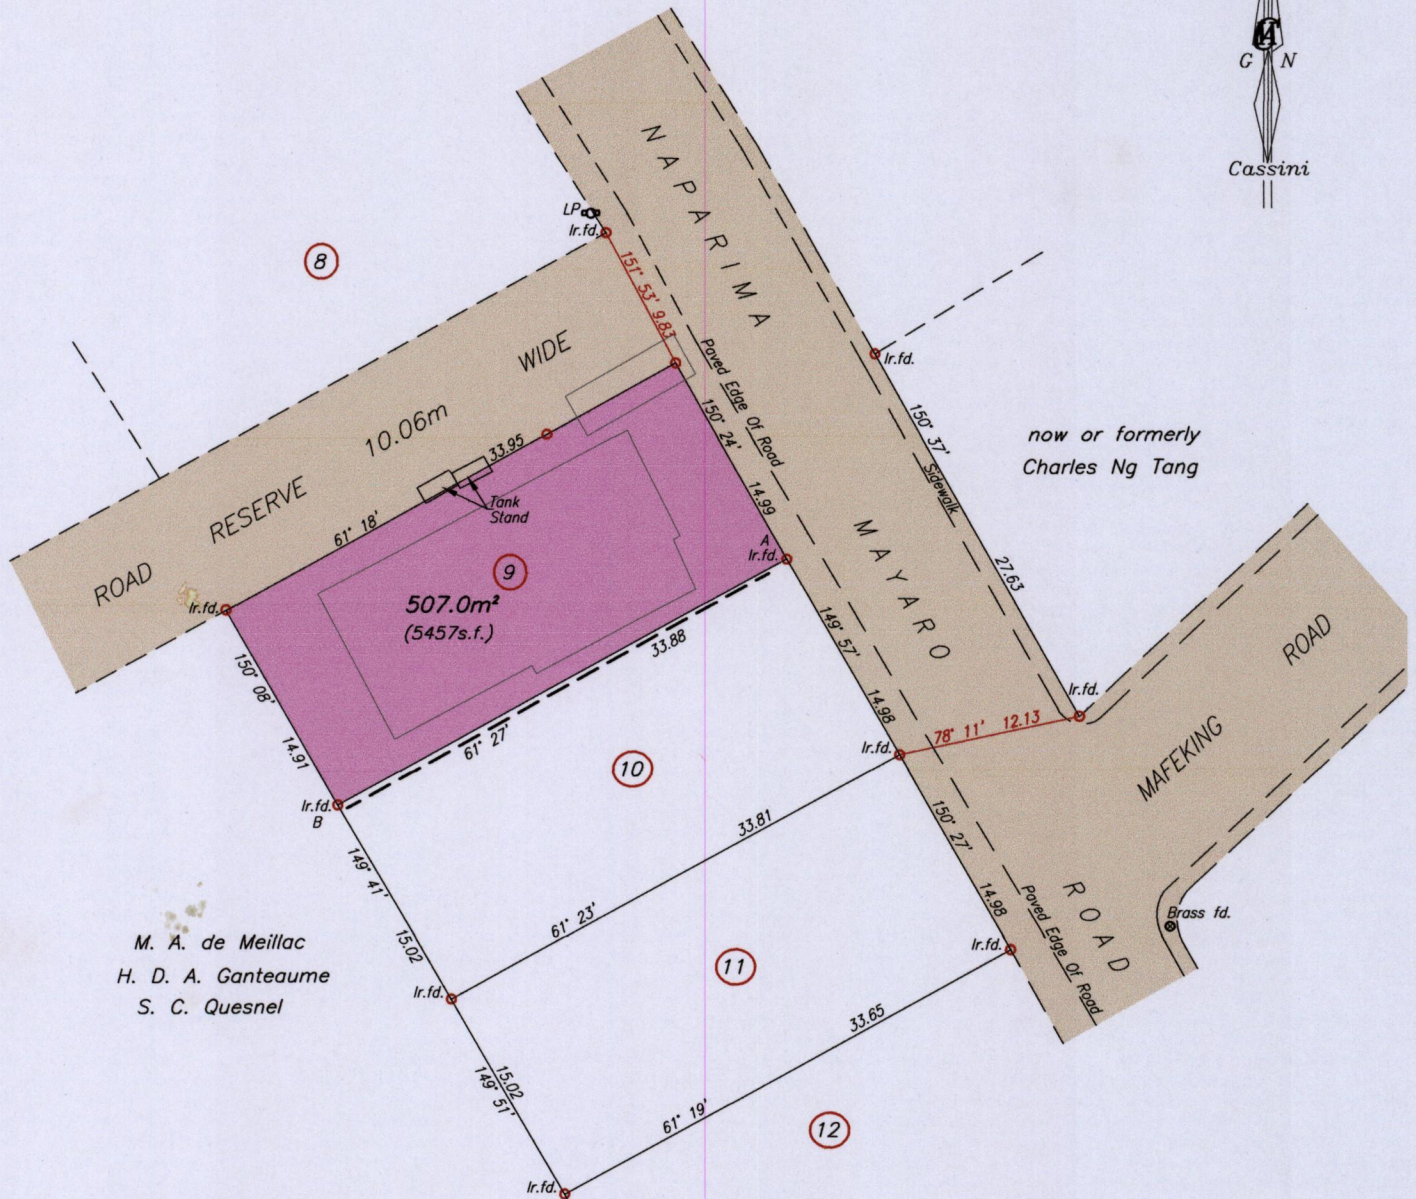 G N
Cassini
NAPARIMA
LP
Ir.fd.
8
151° 53' 9.83
WIDE
10.06m
RESERVE
ROAD
Paved Edge Of Road
Ir.fd.
150° 37'
Sidewalk
27.63
now or formerly
Charles Ng Tang
150° 24'
14.99
33.95
61° 18'
Tank
Stand
A
Ir.fd.
9
507.0m²
(5457s.f.)
Ir.fd.
33.88
61° 27'
150° 08'
14.91
Ir.fd.
B
MAYARO
149° 57'
14.98
Ir.fd.
78° 11' 12.13
Ir.fd.
ROAD
MAFEKING
10
33.81
61° 23'
149° 41'
15.02
Ir.fd.
150° 27'
14.98
Paved Edge Of Road
ROAD
Brass fd.
Ir.fd.
M. A. de Meillac
H. D. A. Ganteaume
S. C. Quesnel
11
33.65
61° 19'
15.02
149° 51'
Ir.fd.
12